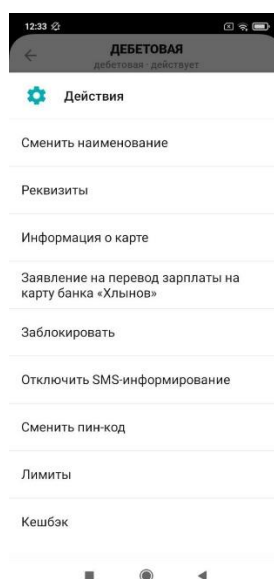 12:33
ДЕБЕТОВАЯ
дебетовая · действует
Действия
Сменить наименование
Реквизиты
Информация о карте
Заявление на перевод зарплаты на
карту банка «Хлынов»
Заблокировать
Отключить SMS-информирование
Сменить пин-код
Лимиты
Кешбэк